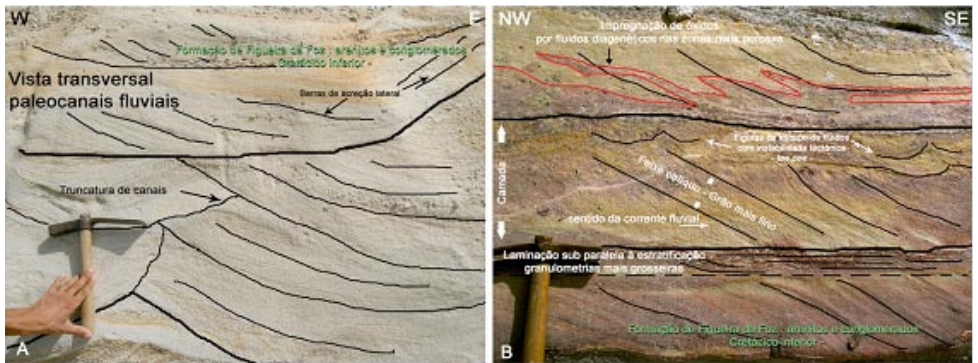 W
E
Formação de Figueira da Foz : arenitos e conglomerados
Cretácico Inferior -
Vista transversal
paleocanais fluviais
Barras de acreção lateral
Truncatura de canais
A
NW
SE
Impregnação de óxidos
por fluidos diagenéticos nas zonas mais porosas
Figuras de escape de fluidos
com instabilidade tectónica
Camada
Feixe oblíquo - Grão mais fino
sentido da corrente fluvial
Laminação sub paralela à estratificação
granulometrias mais grosseiras
Formação de Figueira da Foz : arenitos e conglomerados
Cretácico Inferior -
B